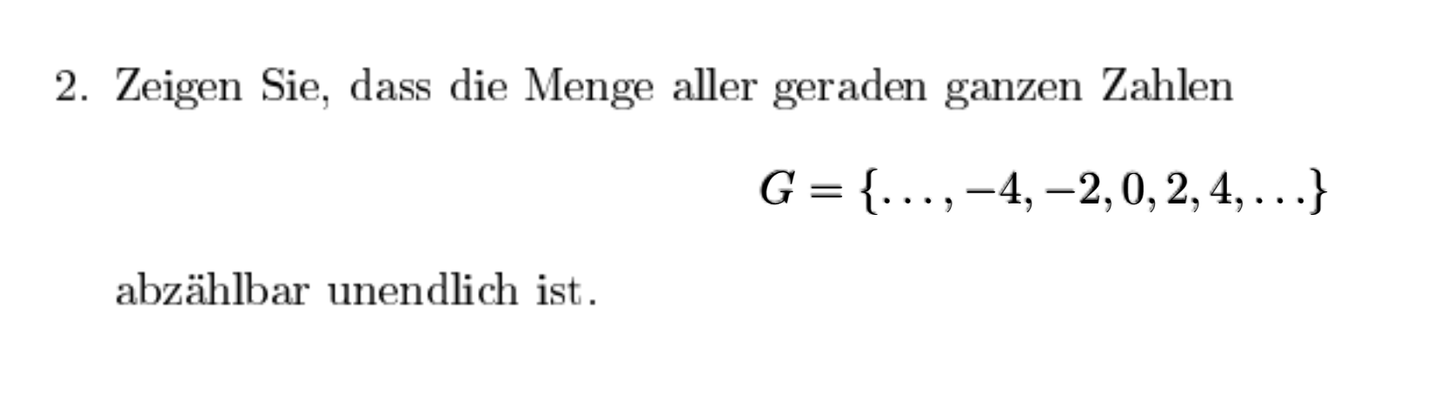 2. Zeigen Sie, dass die Menge aller geraden ganzen Zahlen
G = {. . . , −4, −2, 0, 2, 4, . . .}
abzählbar unendlich ist.